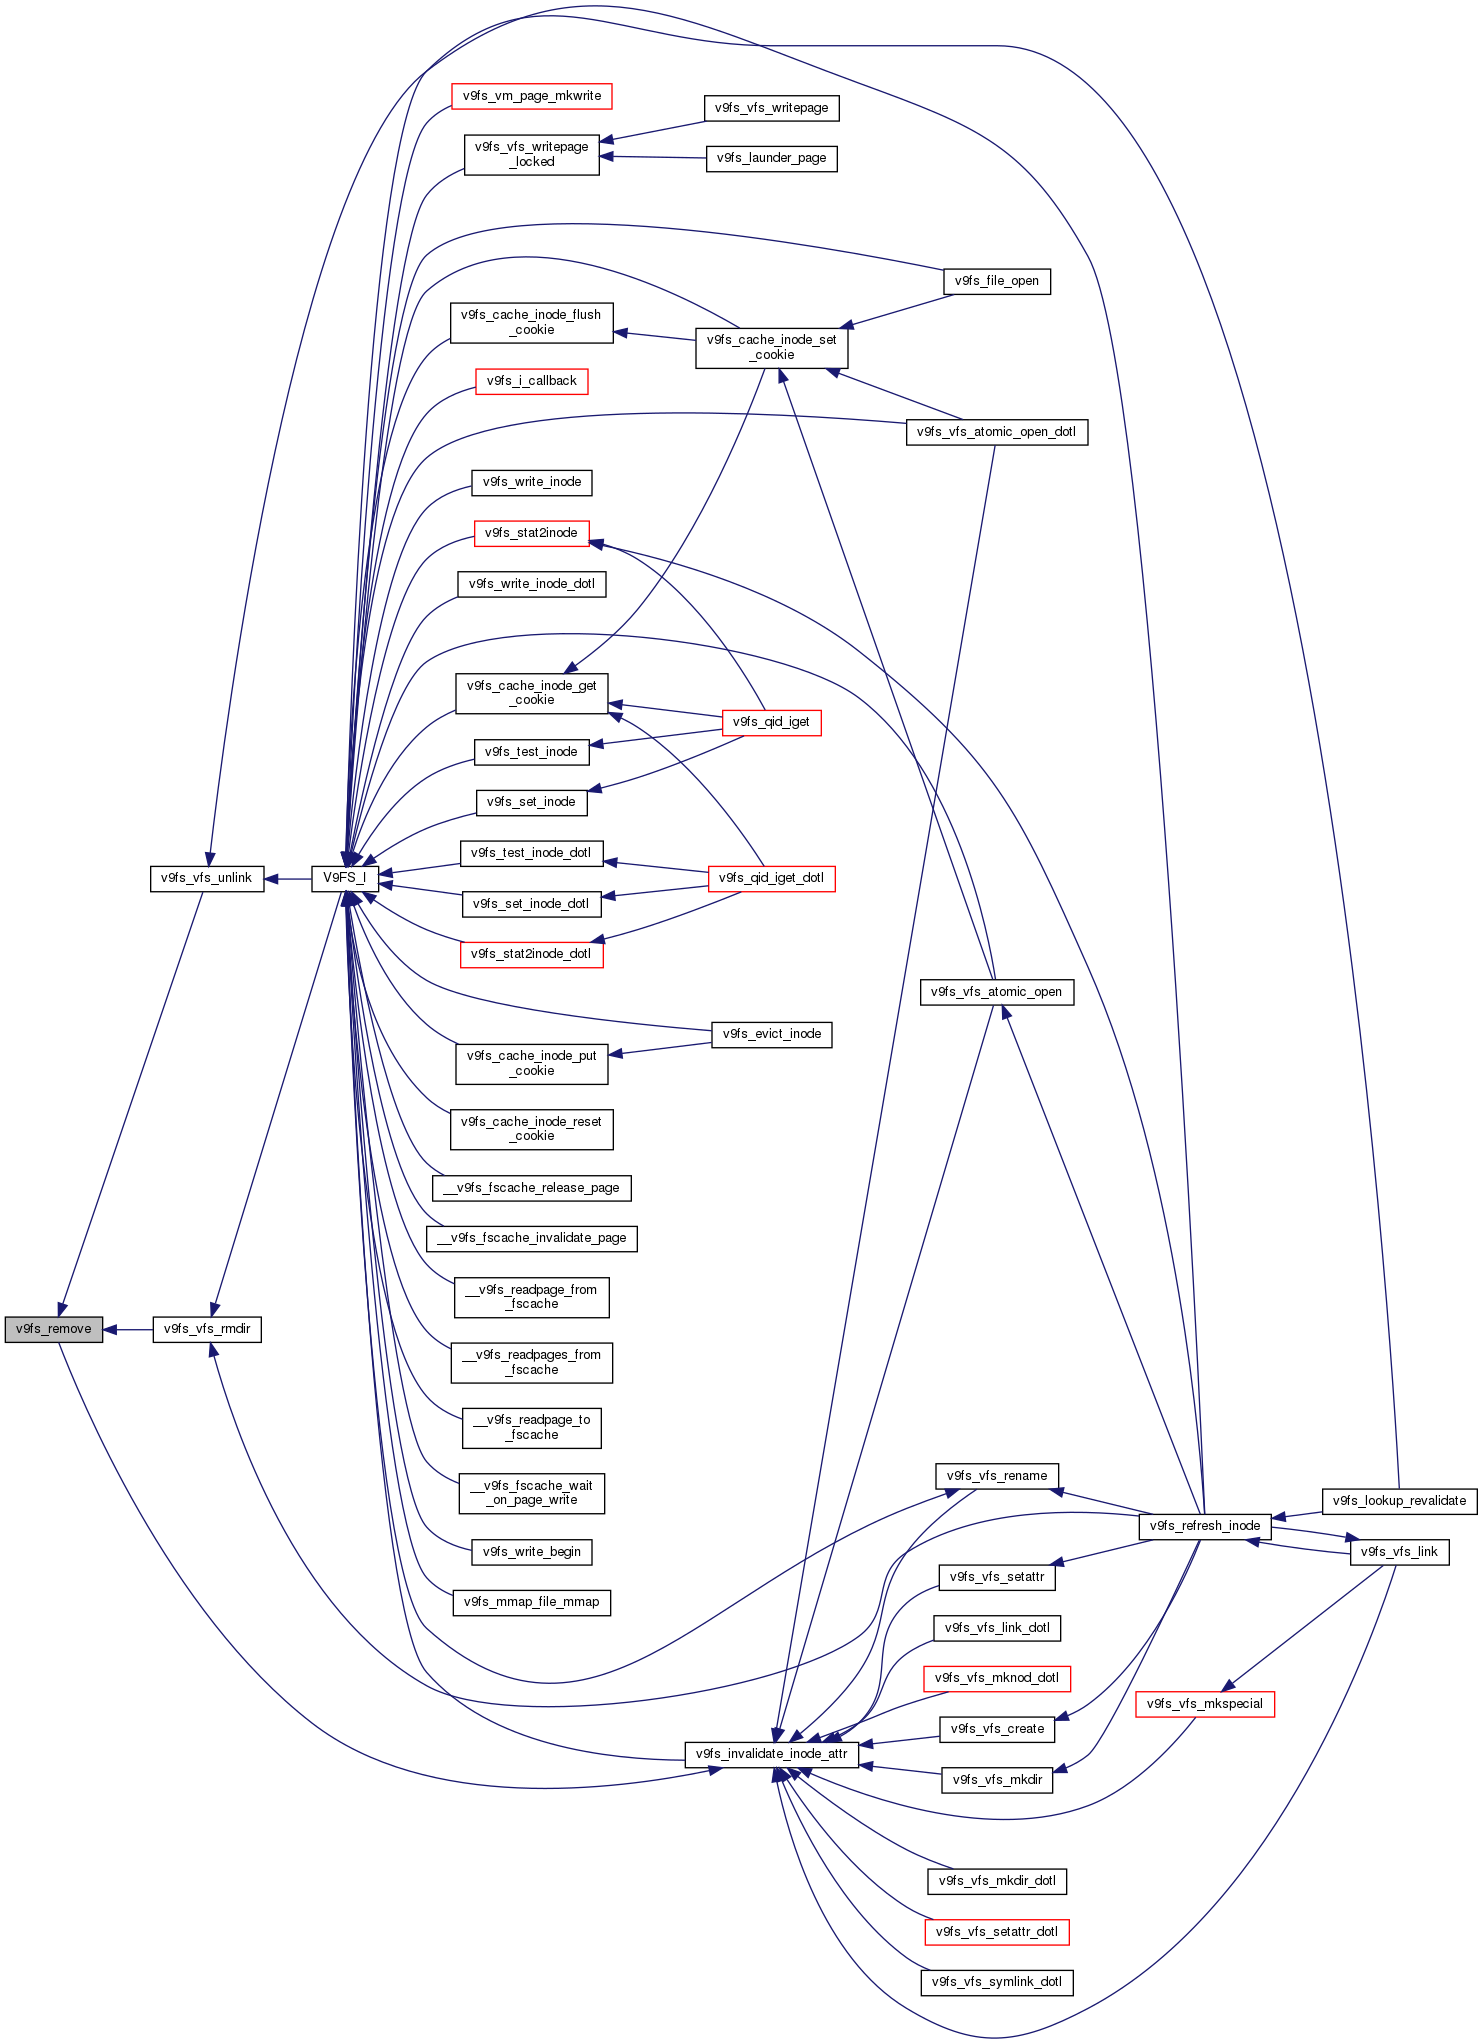 v9fs_vm_page_mkwrite
v9fs_vfs_writepage
v9fs_vfs_writepage
_locked
v9fs_launder_page
v9fs_file_open
v9fs_cache_inode_flush
_cookie
v9fs_cache_inode_set
_cookie
v9fs_i_callback
v9fs_vfs_atomic_open_dotl
v9fs_write_inode
v9fs_stat2inode
v9fs_write_inode_dotl
v9fs_cache_inode_get
_cookie
v9fs_qid_iget
v9fs_test_inode
v9fs_set_inode
v9fs_test_inode_dotl
v9fs_vfs_unlink
V9FS_I
v9fs_qid_iget_dotl
v9fs_set_inode_dotl
v9fs_stat2inode_dotl
v9fs_vfs_atomic_open
v9fs_evict_inode
v9fs_cache_inode_put
_cookie
v9fs_cache_inode_reset
_cookie
__v9fs_fscache_release_page
__v9fs_fscache_invalidate_page
__v9fs_readpage_from
_fscache
v9fs_remove
v9fs_vfs_rmdir
__v9fs_readpages_from
_fscache
__v9fs_readpage_to
_fscache
v9fs_vfs_rename
__v9fs_fscache_wait
_on_page_write
v9fs_lookup_revalidate
v9fs_refresh_inode
v9fs_write_begin
v9fs_vfs_link
v9fs_vfs_setattr
v9fs_mmap_file_mmap
v9fs_vfs_link_dotl
v9fs_vfs_mknod_dotl
v9fs_vfs_mkspecial
v9fs_vfs_create
v9fs_invalidate_inode_attr
v9fs_vfs_mkdir
v9fs_vfs_mkdir_dotl
v9fs_vfs_setattr_dotl
v9fs_vfs_symlink_dotl